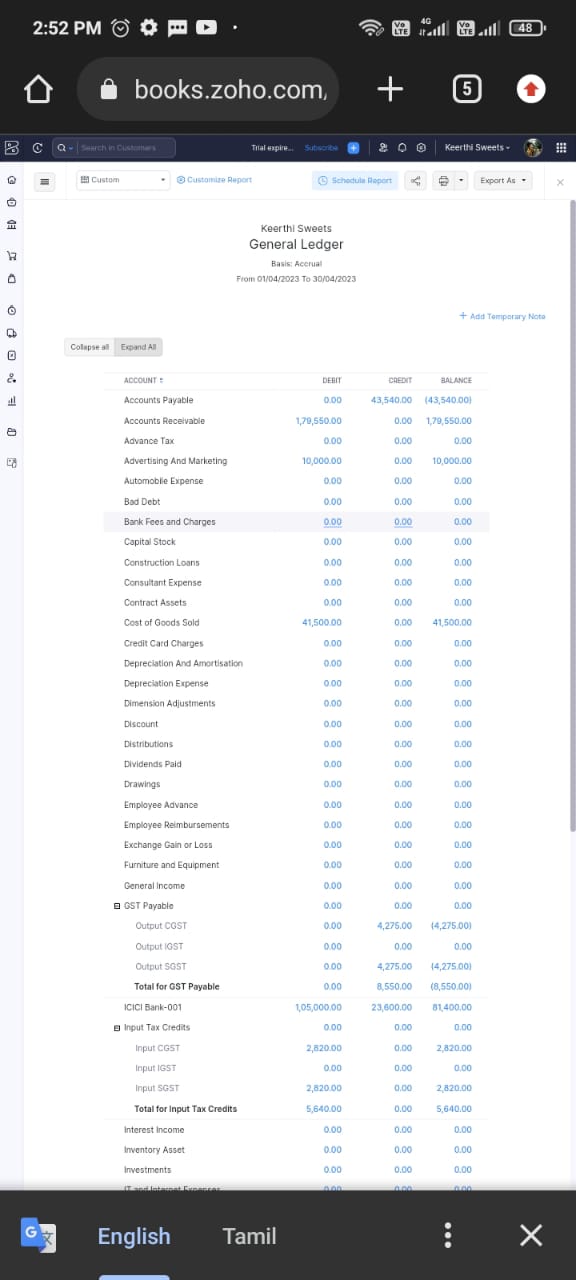 2:52 PM
4G
Vo LTE
Vo LTE
48
books.zoho.com/
5
Search in Customers
Trial expire...
Subscribe
Keerthi Sweets
Custom
Customize Report
Schedule Report
Export As
Keerthi Sweets
General Ledger
Basis: Accrual
From 01/04/2023 To 30/04/2023
+ Add Temporary Note
Collapse all Expand All
ACCOUNT DEBIT CREDIT BALANCE
Accounts Payable 0.00 43,540.00 (43,540.00)
Accounts Receivable 1,79,550.00 0.00 1,79,550.00
Advance Tax 0.00 0.00 0.00
Advertising And Marketing 10,000.00 0.00 10,000.00
Automobile Expense 0.00 0.00 0.00
Bad Debt 0.00 0.00 0.00
Bank Fees and Charges 0.00 0.00 0.00
Capital Stock 0.00 0.00 0.00
Construction Loans 0.00 0.00 0.00
Consultant Expense 0.00 0.00 0.00
Contract Assets 0.00 0.00 0.00
Cost of Goods Sold 41,500.00 0.00 41,500.00
Credit Card Charges 0.00 0.00 0.00
Depreciation And Amortisation 0.00 0.00 0.00
Depreciation Expense 0.00 0.00 0.00
Dimension Adjustments 0.00 0.00 0.00
Discount 0.00 0.00 0.00
Distributions 0.00 0.00 0.00
Dividends Paid 0.00 0.00 0.00
Drawings 0.00 0.00 0.00
Employee Advance 0.00 0.00 0.00
Employee Reimbursements 0.00 0.00 0.00
Exchange Gain or Loss 0.00 0.00 0.00
Furniture and Equipment 0.00 0.00 0.00
General Income 0.00 0.00 0.00
GST Payable 0.00 0.00 0.00
Output CGST 0.00 4,275.00 (4,275.00)
Output IGST 0.00 0.00 0.00
Output SGST 0.00 4,275.00 (4,275.00)
Total for GST Payable 0.00 8,550.00 (8,550.00)
ICICI Bank-001 1,05,000.00 23,600.00 81,400.00
Input Tax Credits 0.00 0.00 0.00
Input CGST 2,820.00 0.00 2,820.00
Input IGST 0.00 0.00 0.00
Input SGST 2,820.00 0.00 2,820.00
Total for Input Tax Credits 5,640.00 0.00 5,640.00
Interest Income 0.00 0.00 0.00
Inventory Asset 0.00 0.00 0.00
Investments 0.00 0.00 0.00
IT and Internet Expenses 0.00 0.00 0.00
G 文
English Tamil